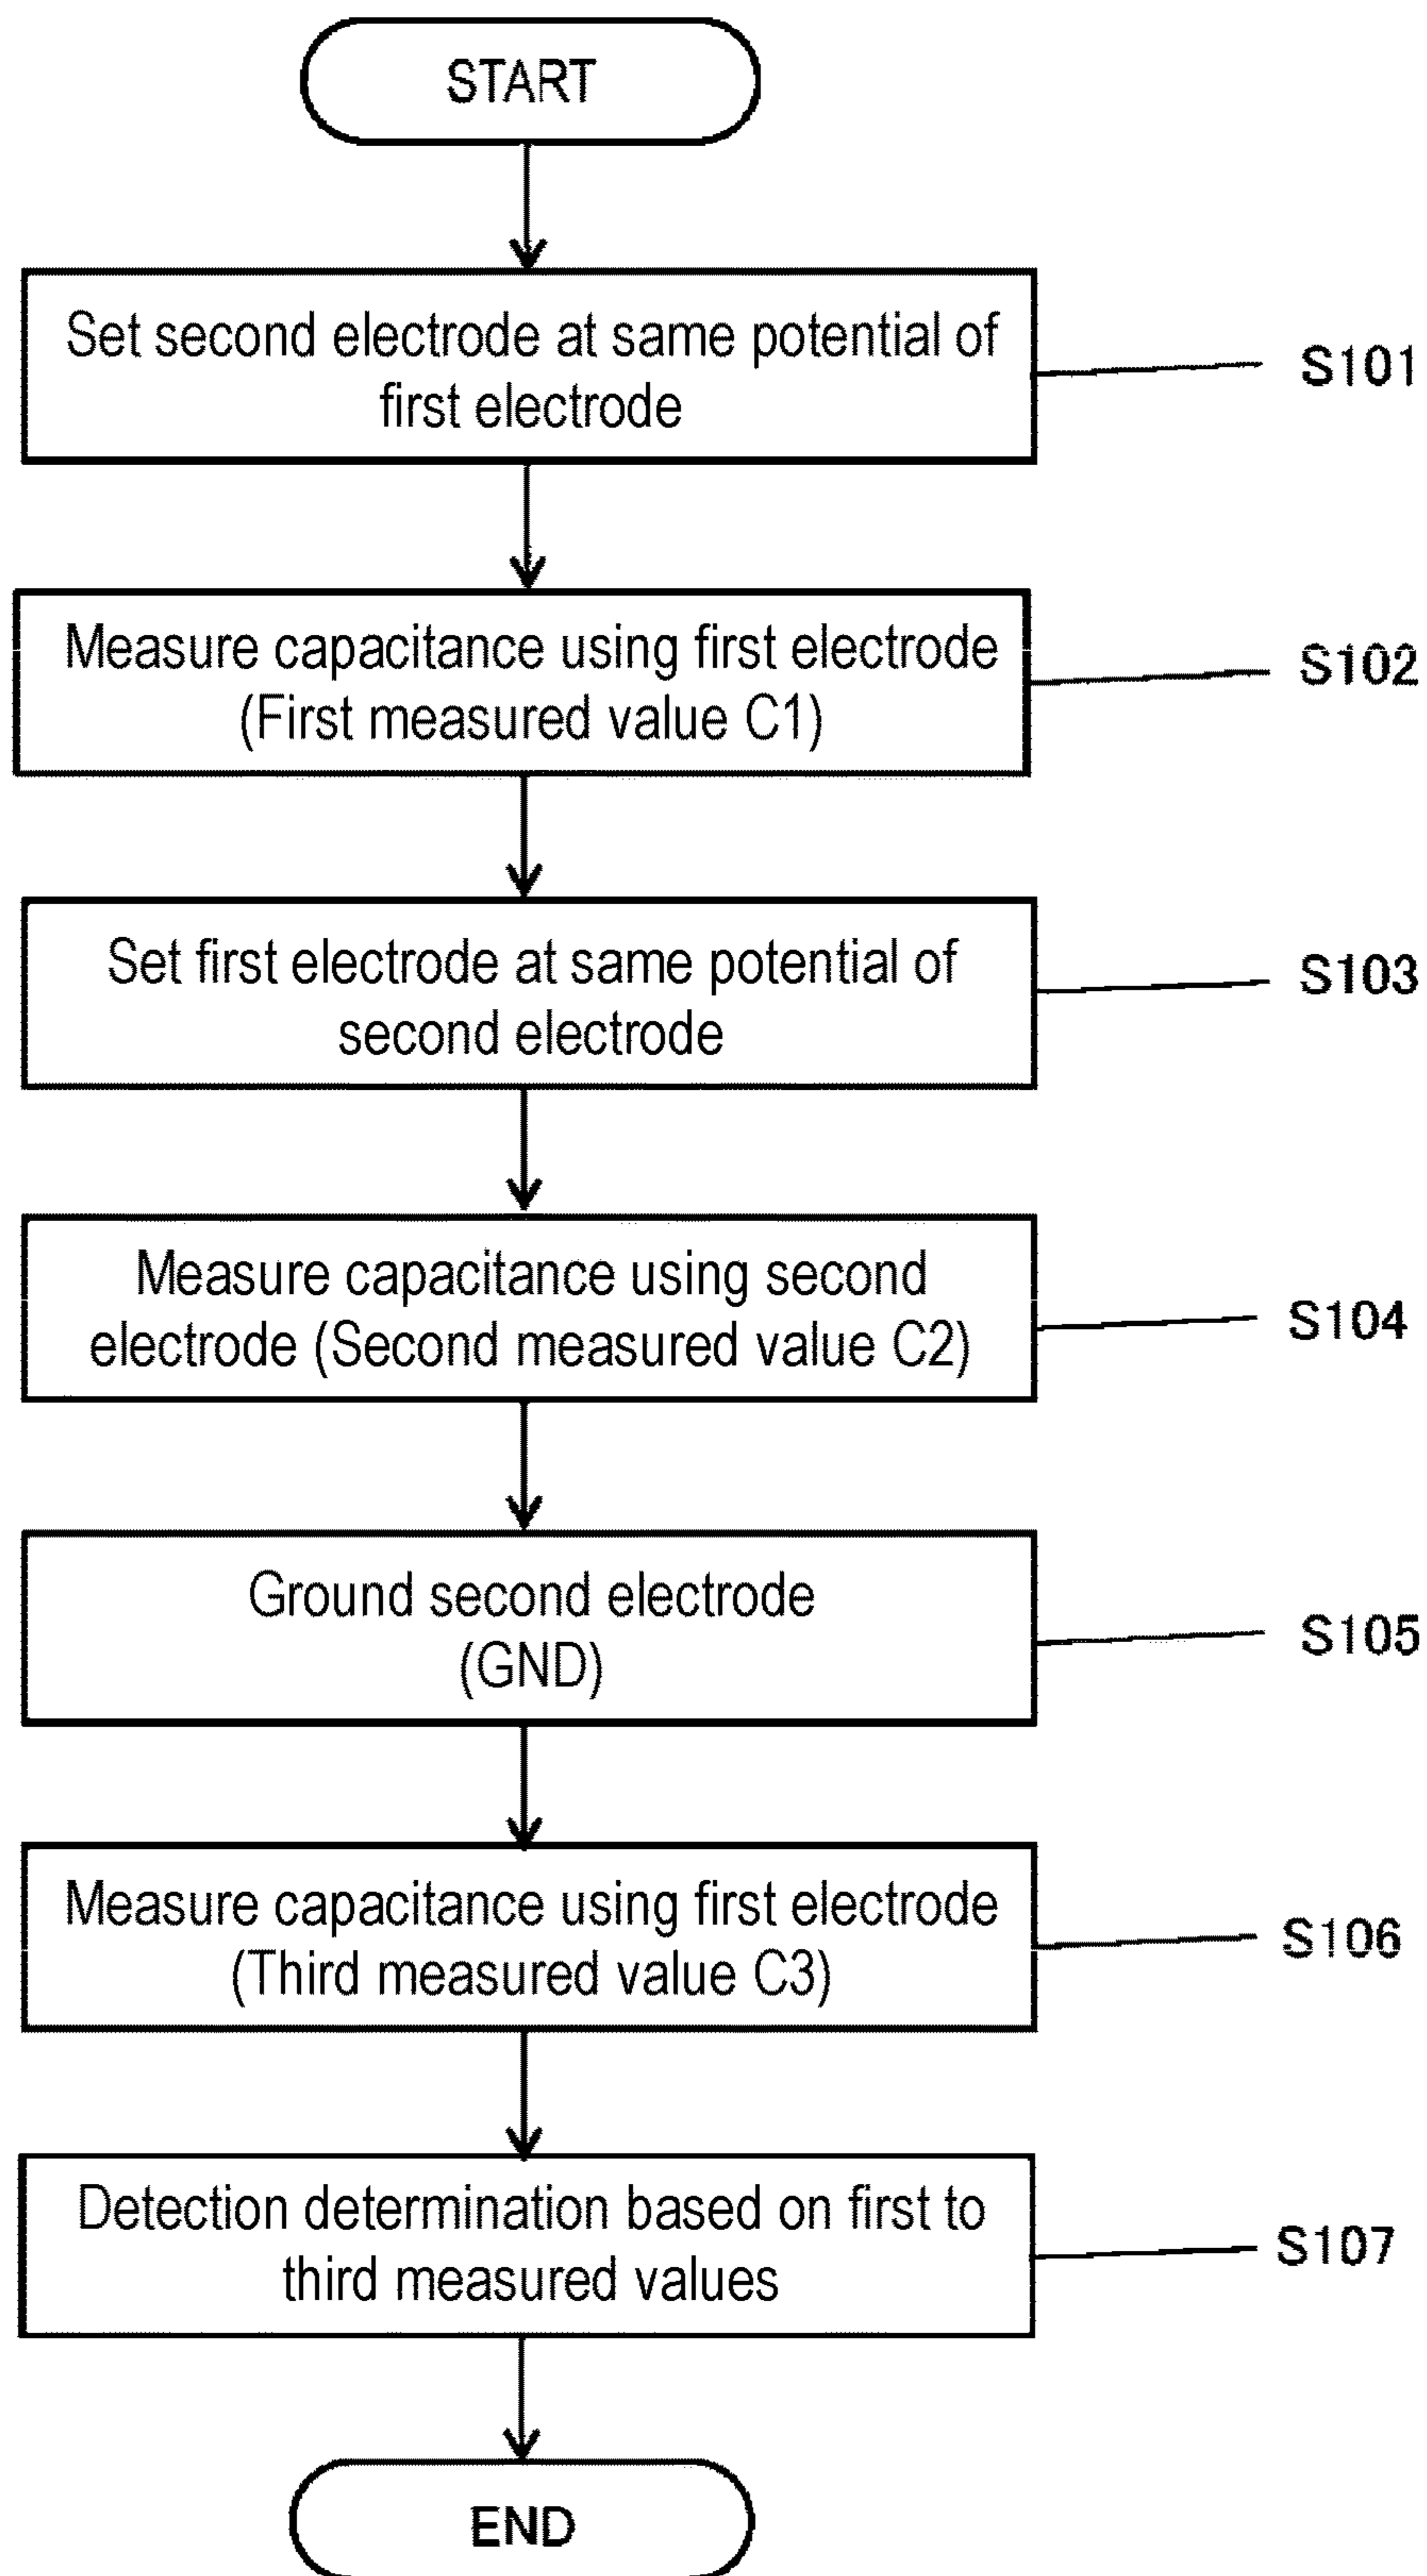 START
Set second electrode at same potential of
first electrode
S101
Measure capacitance using first electrode
(First measured value C1)
S102
Set first electrode at same potential of
second electrode
S103
Measure capacitance using second
electrode (Second measured value C2)
S104
Ground second electrode
(GND)
S105
Measure capacitance using first electrode
(Third measured value C3)
S106
Detection determination based on first to
third measured values
S107
END